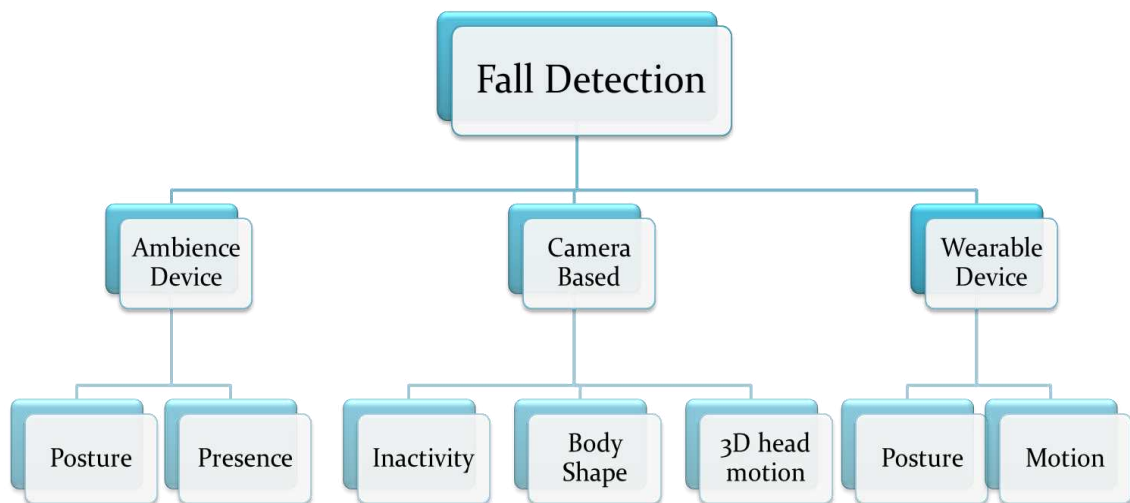 Fall Detection
Ambience
Device
Camera
Based
Wearable
Device
Posture
Presence
Inactivity
Body
Shape
3D head
motion
Posture
Motion